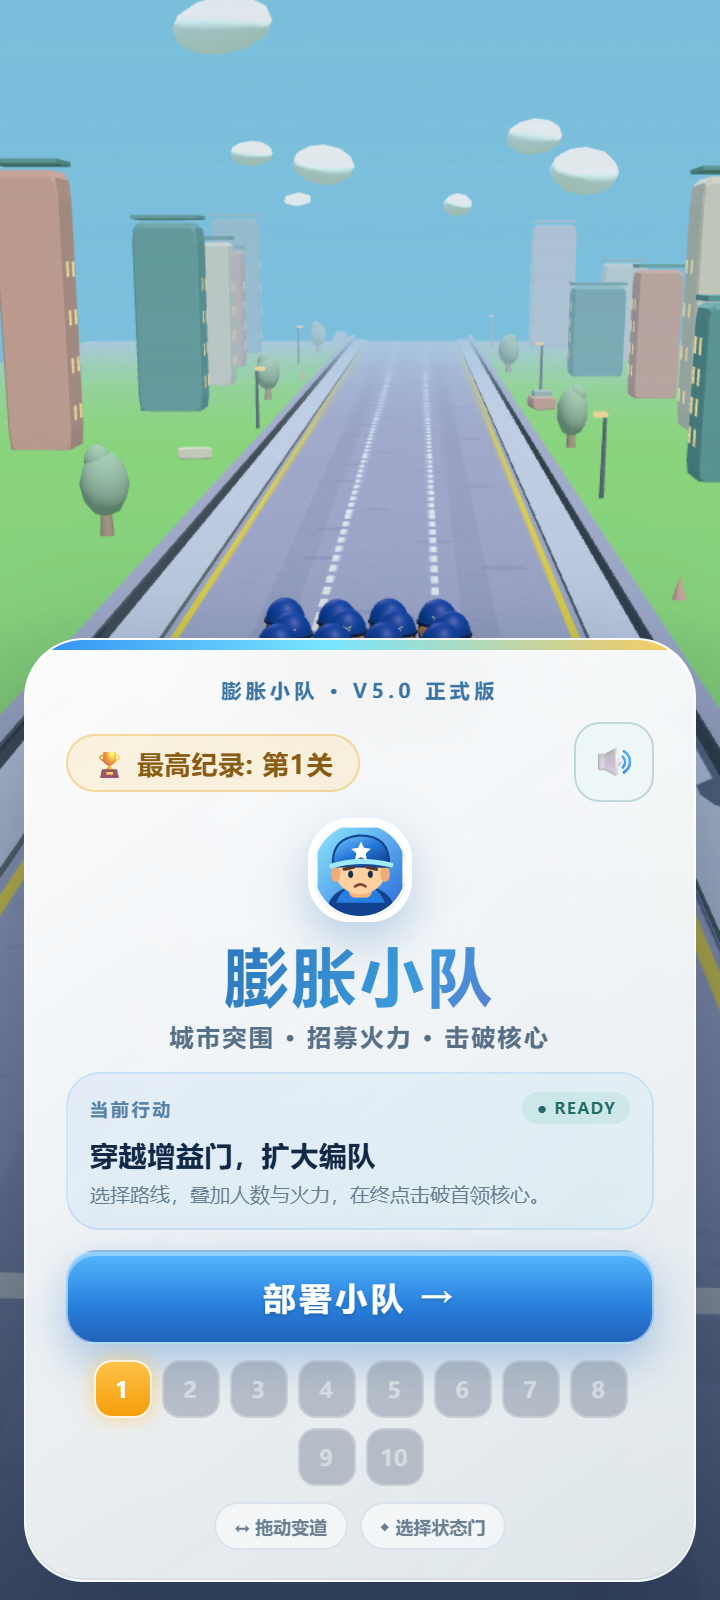 膨胀小队 • V5.0 正式版
最高纪录: 第1关
膨胀小队
城市突围 • 招募火力 • 击破核心
当前行动
• READY
穿越增益门，扩大编队
选择路线，叠加人数与火力，在终点击破首领核心。
部署小队 →
1 2 3 4 5 6 7 8
9 10
↔ 拖动变道 ◆ 选择状态门